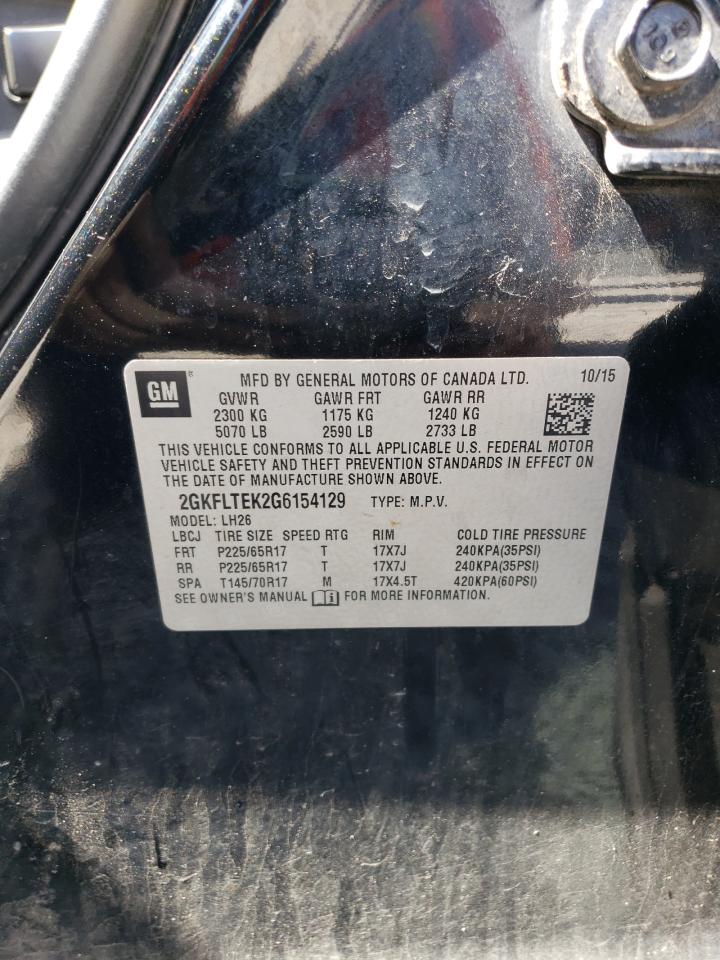 GM
MFD BY GENERAL MOTORS OF CANADA LTD. 10/15
GVWR GAWR FRT GAWR RR
2300 KG 1175 KG 1240 KG
5070 LB 2590 LB 2733 LB
THIS VEHICLE CONFORMS TO ALL APPLICABLE U.S. FEDERAL MOTOR
VEHICLE SAFETY AND THEFT PREVENTION STANDARDS IN EFFECT ON
THE DATE OF MANUFACTURE SHOWN ABOVE.
2GKFLTEK2G6154129 TYPE: M.P.V.
MODEL: LH26
LBCJ TIRE SIZE SPEED RTG RIM COLD TIRE PRESSURE
FRT P225/65R17 T 17X7J 240KPA(35PSI)
RR P225/65R17 T 17X7J 240KPA(35PSI)
SPA T145/70R17 M 17X4.5T 420KPA(60PSI)
SEE OWNER'S MANUAL FOR MORE INFORMATION.